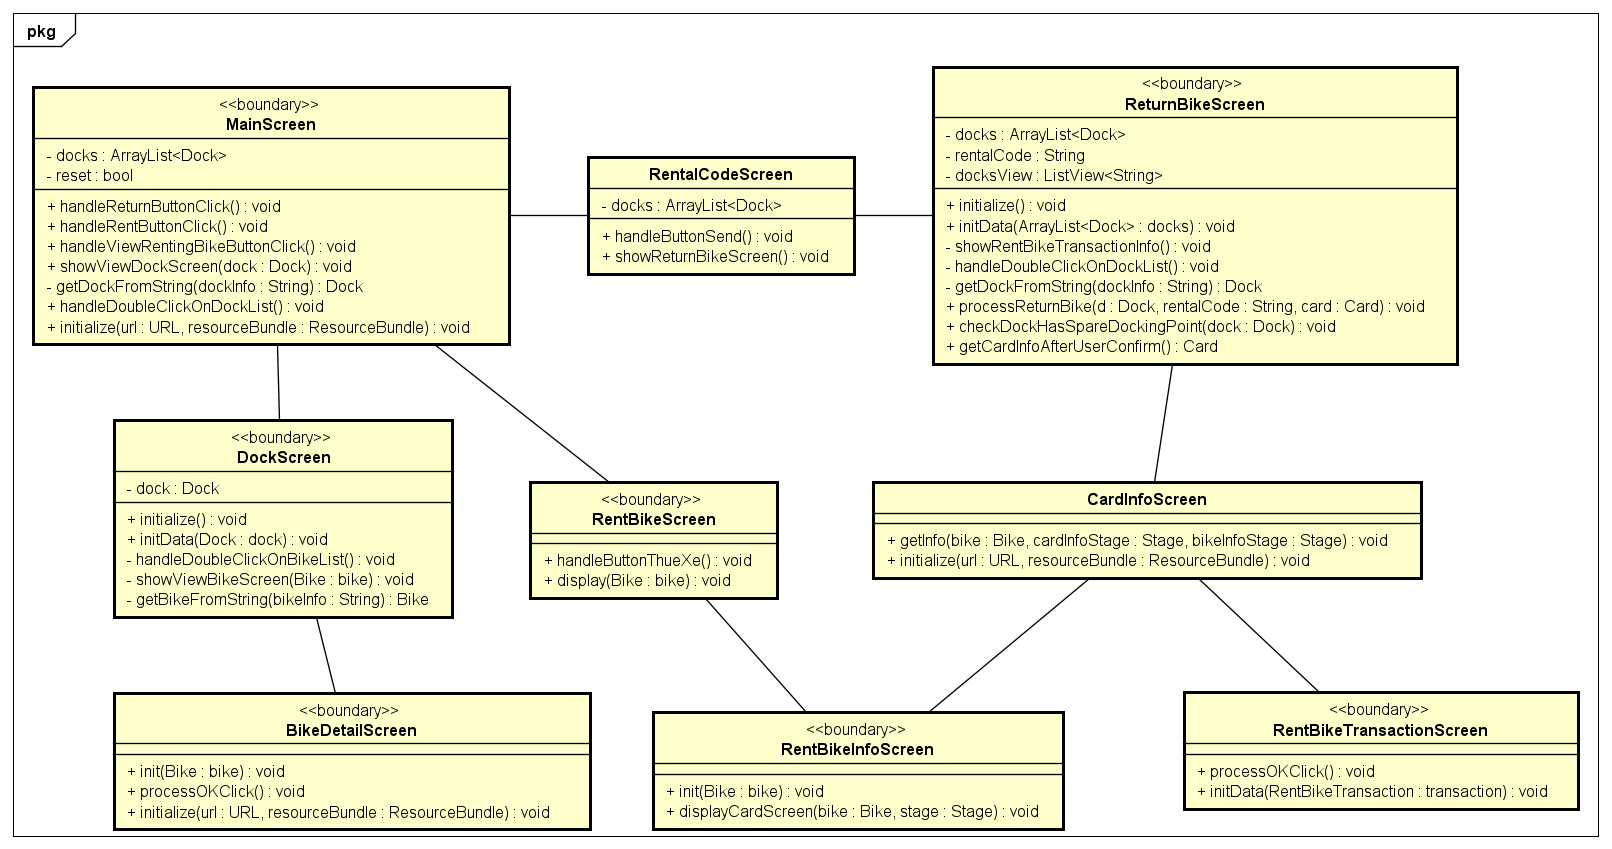 pkg
<<boundary>>
MainScreen
- docks : ArrayList<Dock>
- reset : bool
+ handleReturnButtonClick() : void
+ handleRentButtonClick() : void
+ handleViewRentingBikeButtonClick() : void
+ showViewDockScreen(dock : Dock) : void
- getDockFromString(dockInfo : String) : Dock
+ handleDoubleClickOnDockList() : void
+ initialize(url : URL, resourceBundle : ResourceBundle) : void
RentalCodeScreen
- docks : ArrayList<Dock>
+ handleButtonSend() : void
+ showReturnBikeScreen() : void
<<boundary>>
ReturnBikeScreen
- docks : ArrayList<Dock>
- rentalCode : String
- docksView : ListView<String>
+ initialize() : void
+ initData(ArrayList<Dock> : docks) : void
- showRentBikeTransactionInfo() : void
- handleDoubleClickOnDockList() : void
- getDockFromString(dockInfo : String) : Dock
+ processReturnBike(d : Dock, rentalCode : String, card : Card) : void
+ checkDockHasSpareDockingPoint(dock : Dock) : void
+ getCardInfoAfterUserConfirm() : Card
<<boundary>>
DockScreen
- dock : Dock
+ initialize() : void
+ initData(Dock : dock) : void
- handleDoubleClickOnBikeList() : void
- showViewBikeScreen(Bike : bike) : void
- getBikeFromString(bikeInfo : String) : Bike
<<boundary>>
RentBikeScreen
+ handleButtonThueXe() : void
+ display(Bike : bike) : void
CardInfoScreen
+ getInfo(bike : Bike, cardInfoStage : Stage, bikeInfoStage : Stage) : void
+ initialize(url : URL, resourceBundle : ResourceBundle) : void
<<boundary>>
BikeDetailScreen
+ init(Bike : bike) : void
+ processOKClick() : void
+ initialize(url : URL, resourceBundle : ResourceBundle) : void
<<boundary>>
RentBikeInfoScreen
+ init(Bike : bike) : void
+ displayCardScreen(bike : Bike, stage : Stage) : void
<<boundary>>
RentBikeTransactionScreen
+ processOKClick() : void
+ initData(RentBikeTransaction : transaction) : void